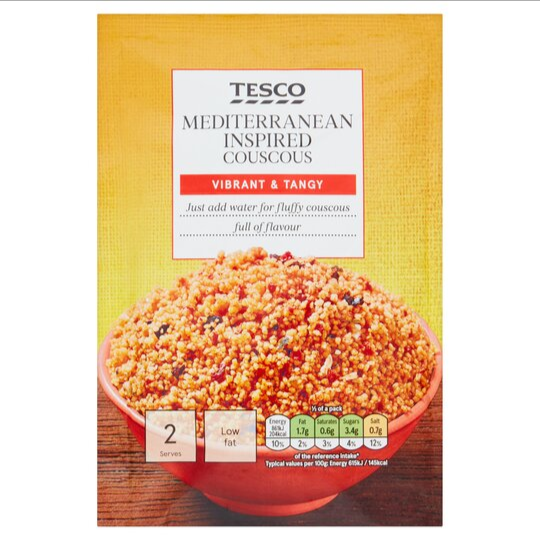 TESCO
MEDITERRANEAN
INSPIRED
COUSCOUS
VIBRANT & TANGY
Just add water for fluffy couscous
full of flavour
2
Serves
Low
fat
½ of a pack
Energy Fat Saturates Sugars Salt
861kJ
204kcal 1.7g 0.6g 3.4g 0.7g
10% 2% 3% 4% 12%
of the reference intake*
Typical values per 100g: Energy 615kJ / 145kcal